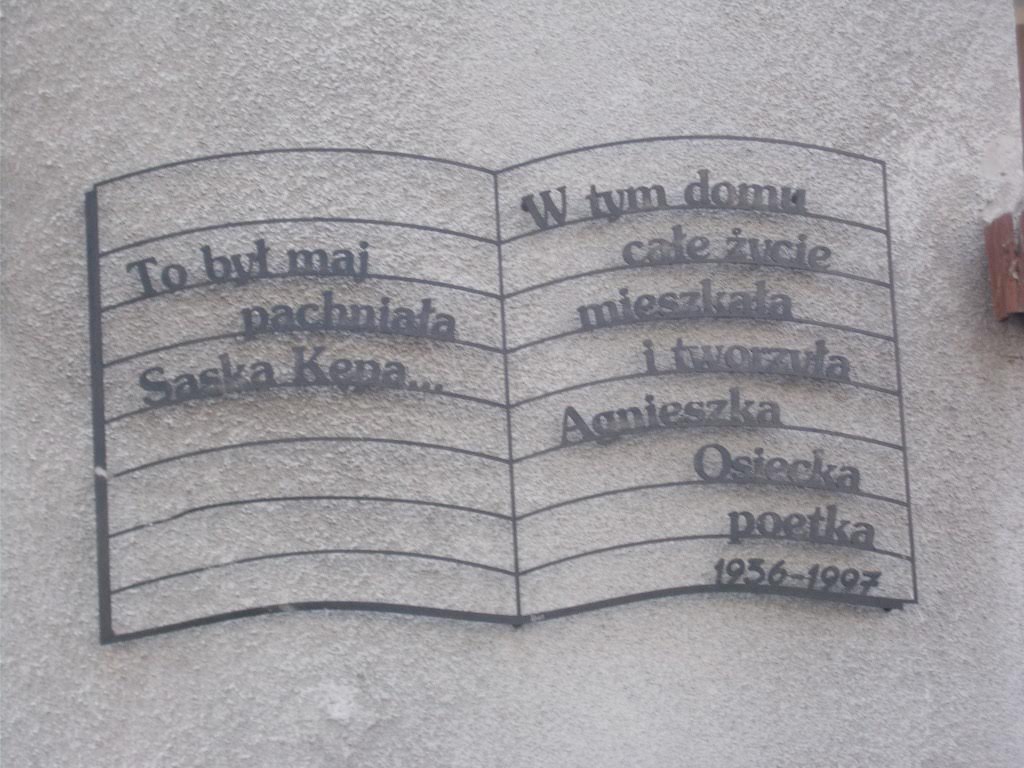 To był maj
pachniała
Saska Kępa...
W tym domu
całe życie
mieszkała
i tworzyła
Agnieszka
Osiecka
poetka
1936-1997